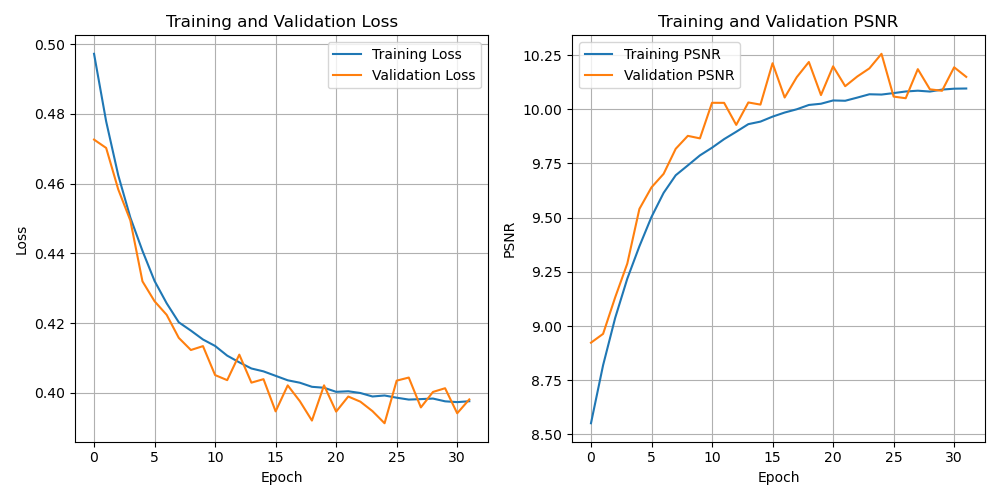 Training and Validation Loss
Training Loss
Validation Loss
0.50
0.48
0.46
0.44
0.42
0.40
Loss
0 5 10 15 20 25 30
Epoch
Training and Validation PSNR
Training PSNR
Validation PSNR
10.25
10.00
9.75
9.50
9.25
9.00
8.75
8.50
PSNR
0 5 10 15 20 25 30
Epoch